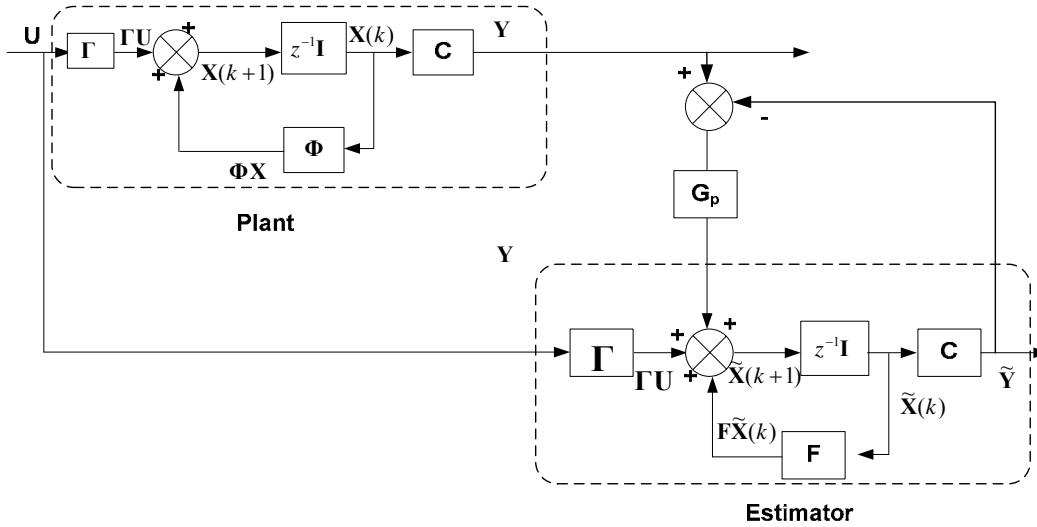 U
Γ
ΓU
+
+
X(k+1)
z⁻¹I
X(k)
C
Y
Φ
ΦX
Plant
+
-
Gₚ
Y
Γ
ΓU
+
+
+
X̃(k+1)
z⁻¹I
C
Ỹ
X̃(k)
FX̃(k)
F
Estimator